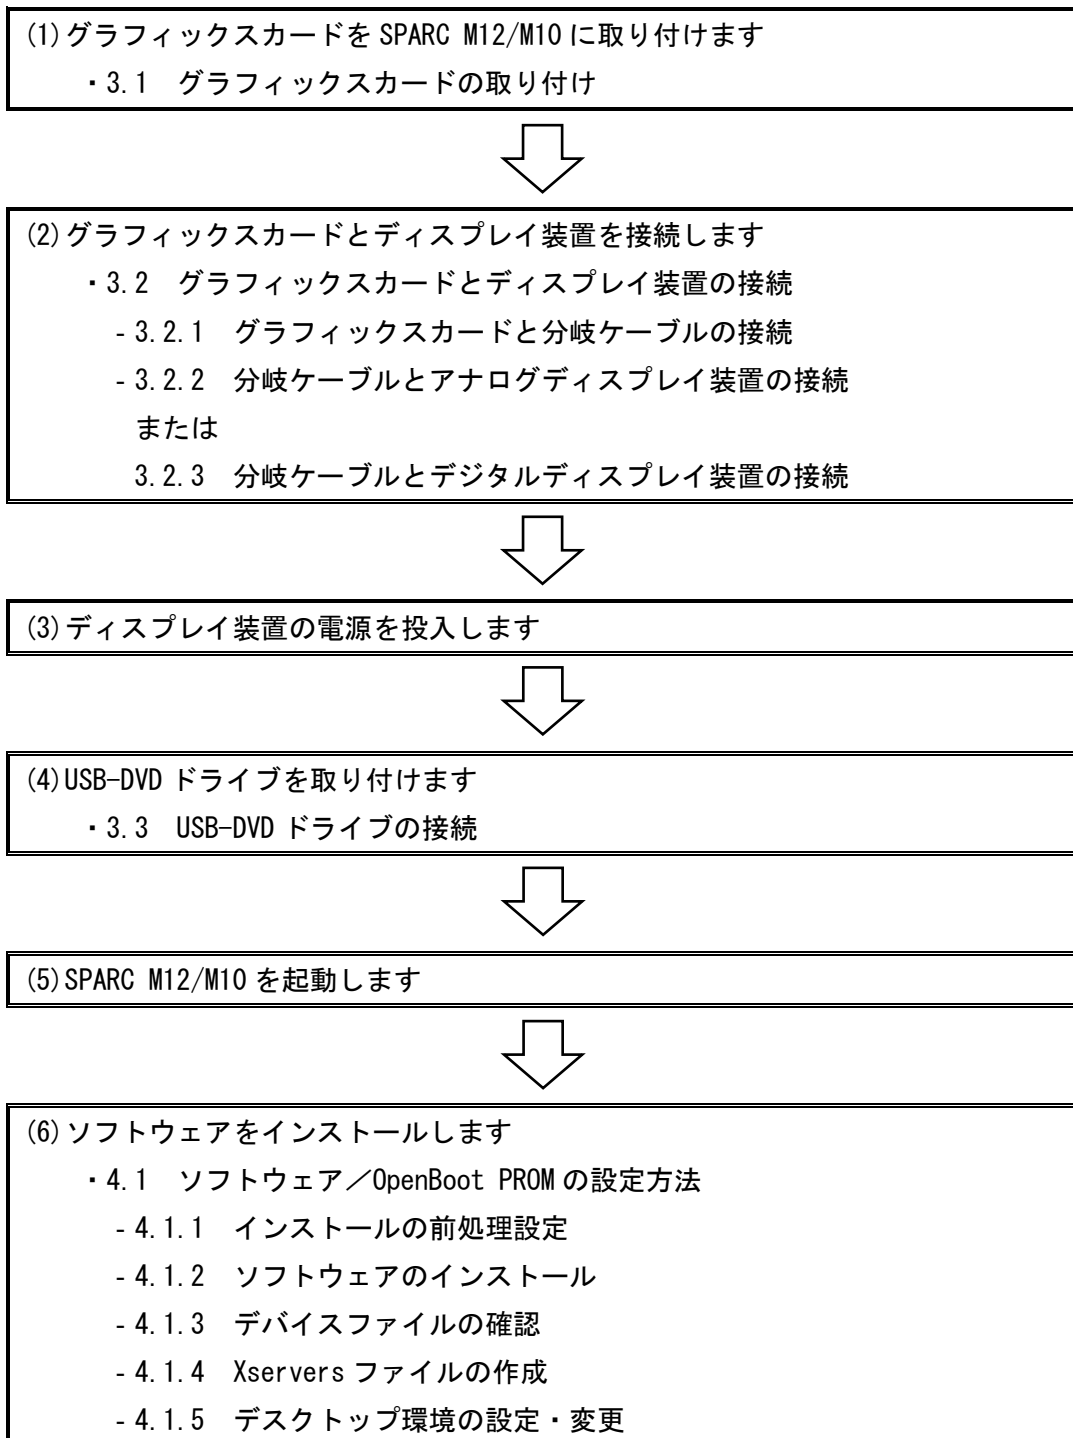 (1)グラフィックスカードを SPARC M12/M10 に取り付けます
・3.1　グラフィックスカードの取り付け
(2)グラフィックスカードとディスプレイ装置を接続します
・3.2　グラフィックスカードとディスプレイ装置の接続
- 3.2.1　グラフィックスカードと分岐ケーブルの接続
- 3.2.2　分岐ケーブルとアナログディスプレイ装置の接続
または
3.2.3　分岐ケーブルとデジタルディスプレイ装置の接続
(3)ディスプレイ装置の電源を投入します
(4)USB-DVD ドライブを取り付けます
・3.3　USB-DVD ドライブの接続
(5)SPARC M12/M10 を起動します
(6)ソフトウェアをインストールします
・4.1　ソフトウェア／OpenBoot PROM の設定方法
- 4.1.1　インストールの前処理設定
- 4.1.2　ソフトウェアのインストール
- 4.1.3　デバイスファイルの確認
- 4.1.4　Xservers ファイルの作成
- 4.1.5　デスクトップ環境の設定・変更